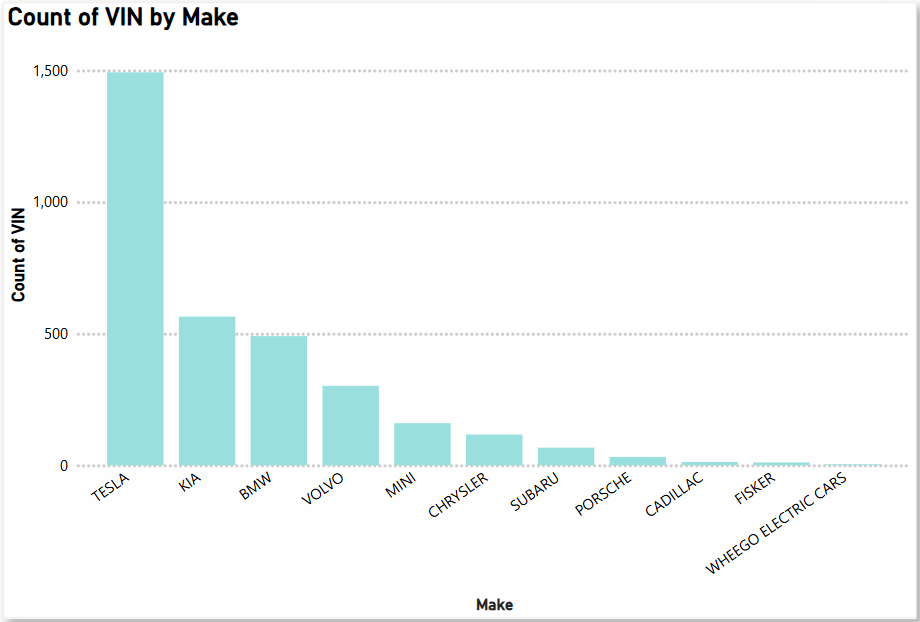 Count of VIN by Make
1,500
1,000
500
0
Count of VIN
TESLA
KIA
BMW
VOLVO
MINI
CHRYSLER
SUBARU
PORSCHE
CADILLAC
FISKER
WHEEGO ELECTRIC CARS
Make